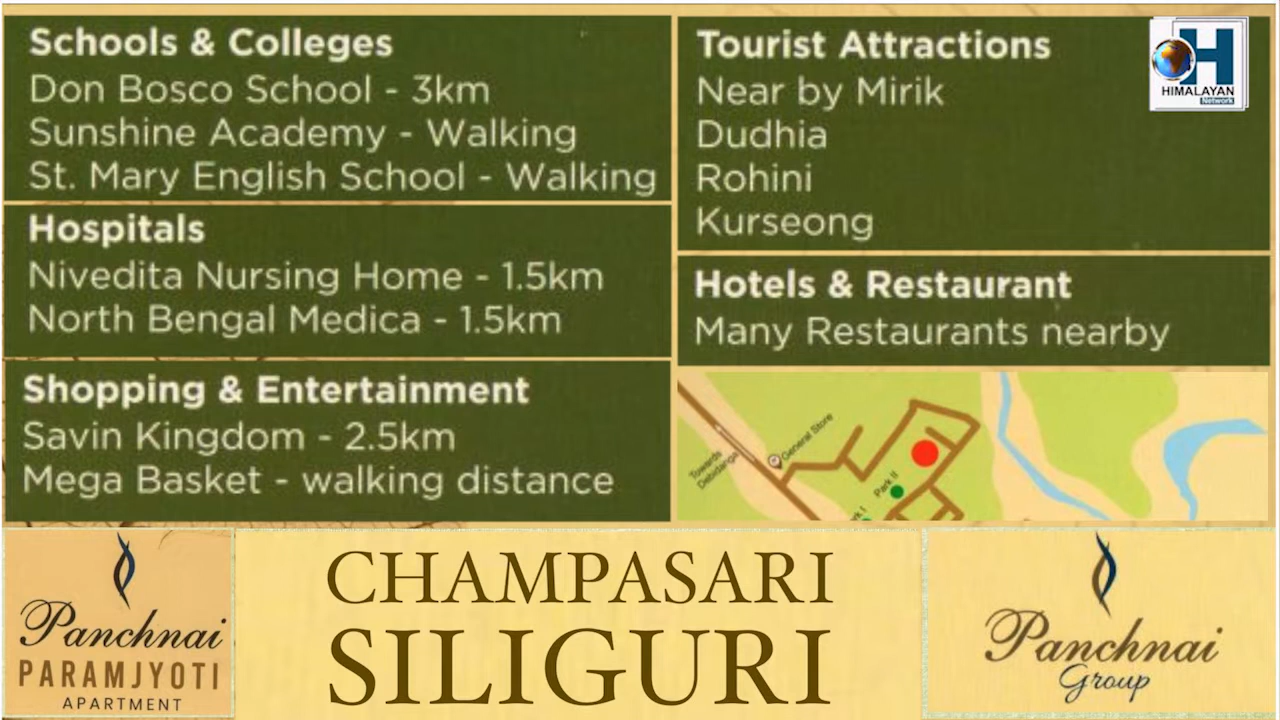 Schools & Colleges
Don Bosco School - 3km
Sunshine Academy - Walking
St. Mary English School - Walking
Hospitals
Nivedita Nursing Home - 1.5km
North Bengal Medica - 1.5km
Shopping & Entertainment
Savin Kingdom - 2.5km
Mega Basket - walking distance
Tourist Attractions
Near by Mirik
Dudhia
Rohini
Kurseong
H
HIMALAYAN
Network
Hotels & Restaurant
Many Restaurants nearby
Towards
General Store
Park II
Panchnai
PARAMJYOTI
APARTMENT
CHAMPASARI
SILIGURI
Panchnai
Group